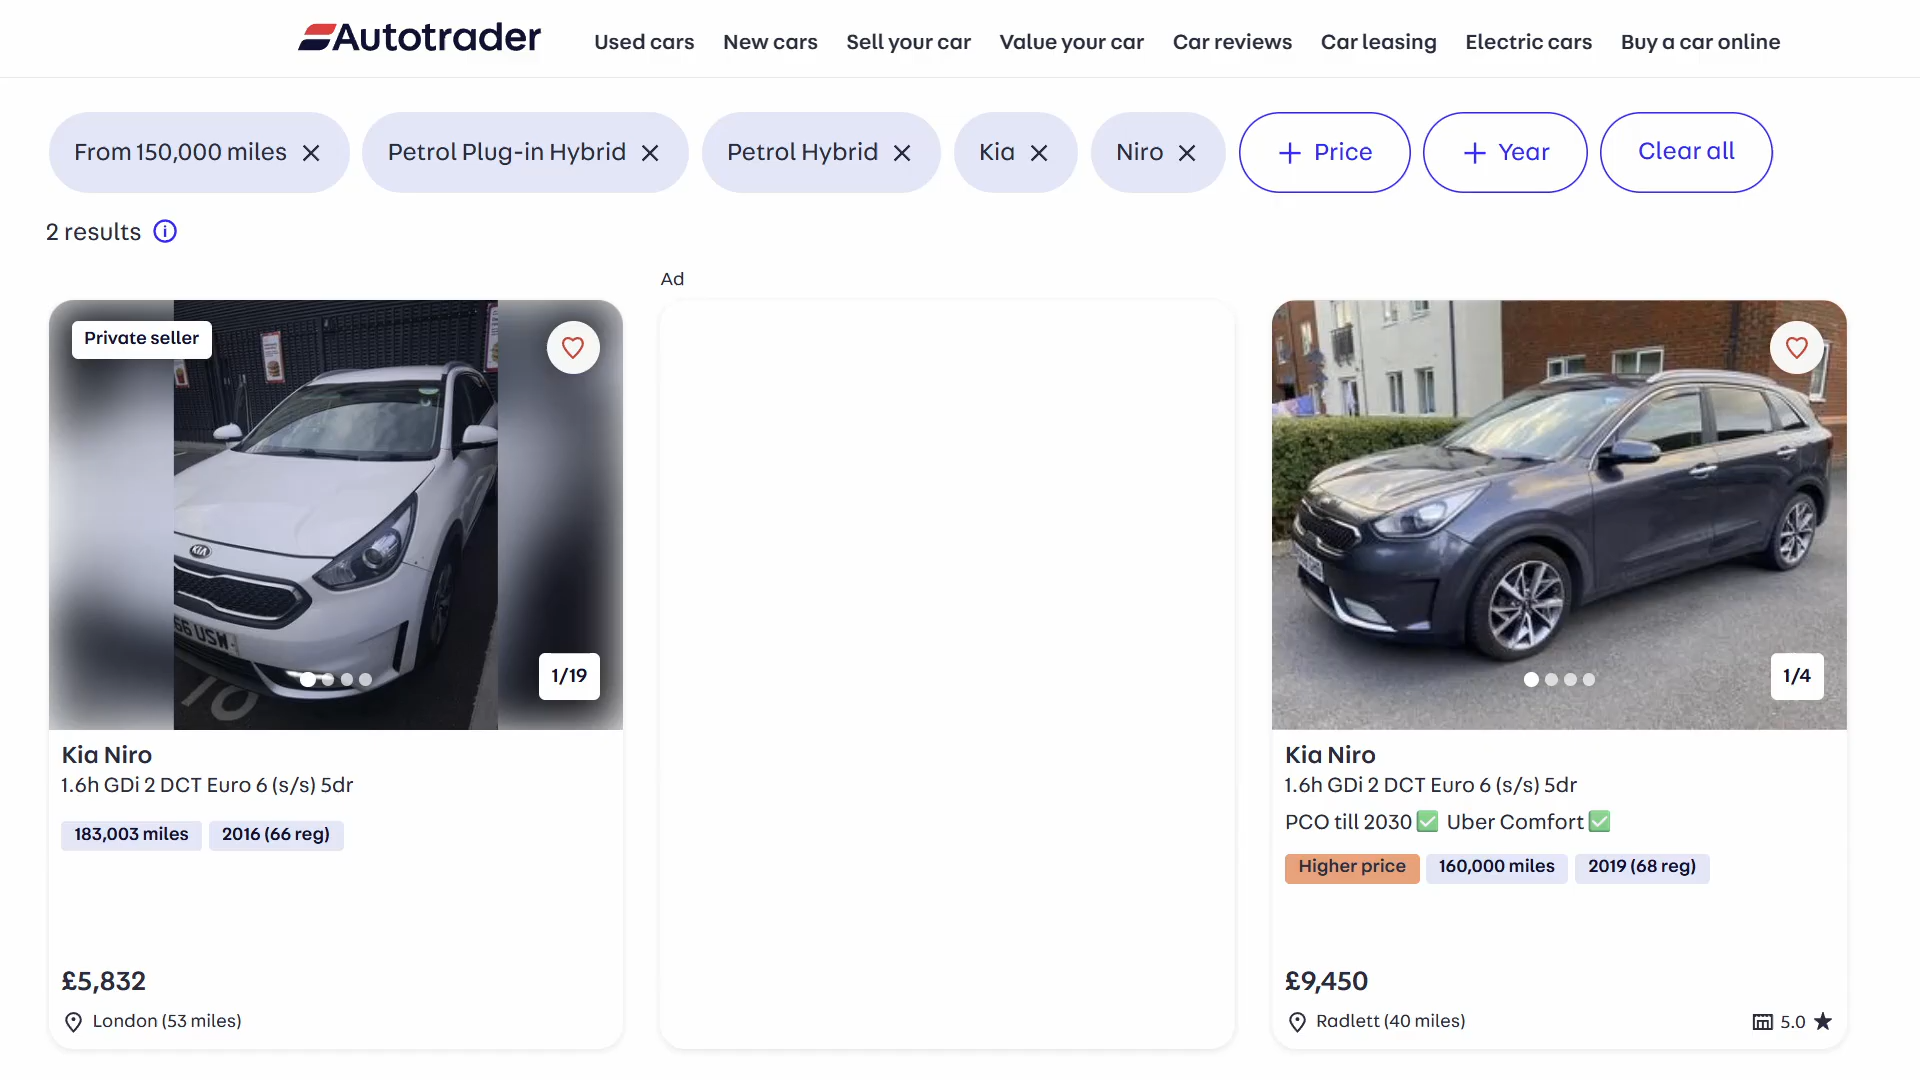 Autotrader
Used cars
New cars
Sell your car
Value your car
Car reviews
Car leasing
Electric cars
Buy a car online
From 150,000 miles
Petrol Plug-in Hybrid
Petrol Hybrid
Kia
Niro
+ Price
+ Year
Clear all
2 results
Ad
Private seller
KIA
66 USW
1/19
Kia Niro
1.6h GDi 2 DCT Euro 6 (s/s) 5dr
183,003 miles
2016 (66 reg)
£5,832
London (53 miles)
1/4
Kia Niro
1.6h GDi 2 DCT Euro 6 (s/s) 5dr
PCO till 2030✅ Uber Comfort✅
Higher price
160,000 miles
2019 (68 reg)
£9,450
Radlett (40 miles)
5.0 ★